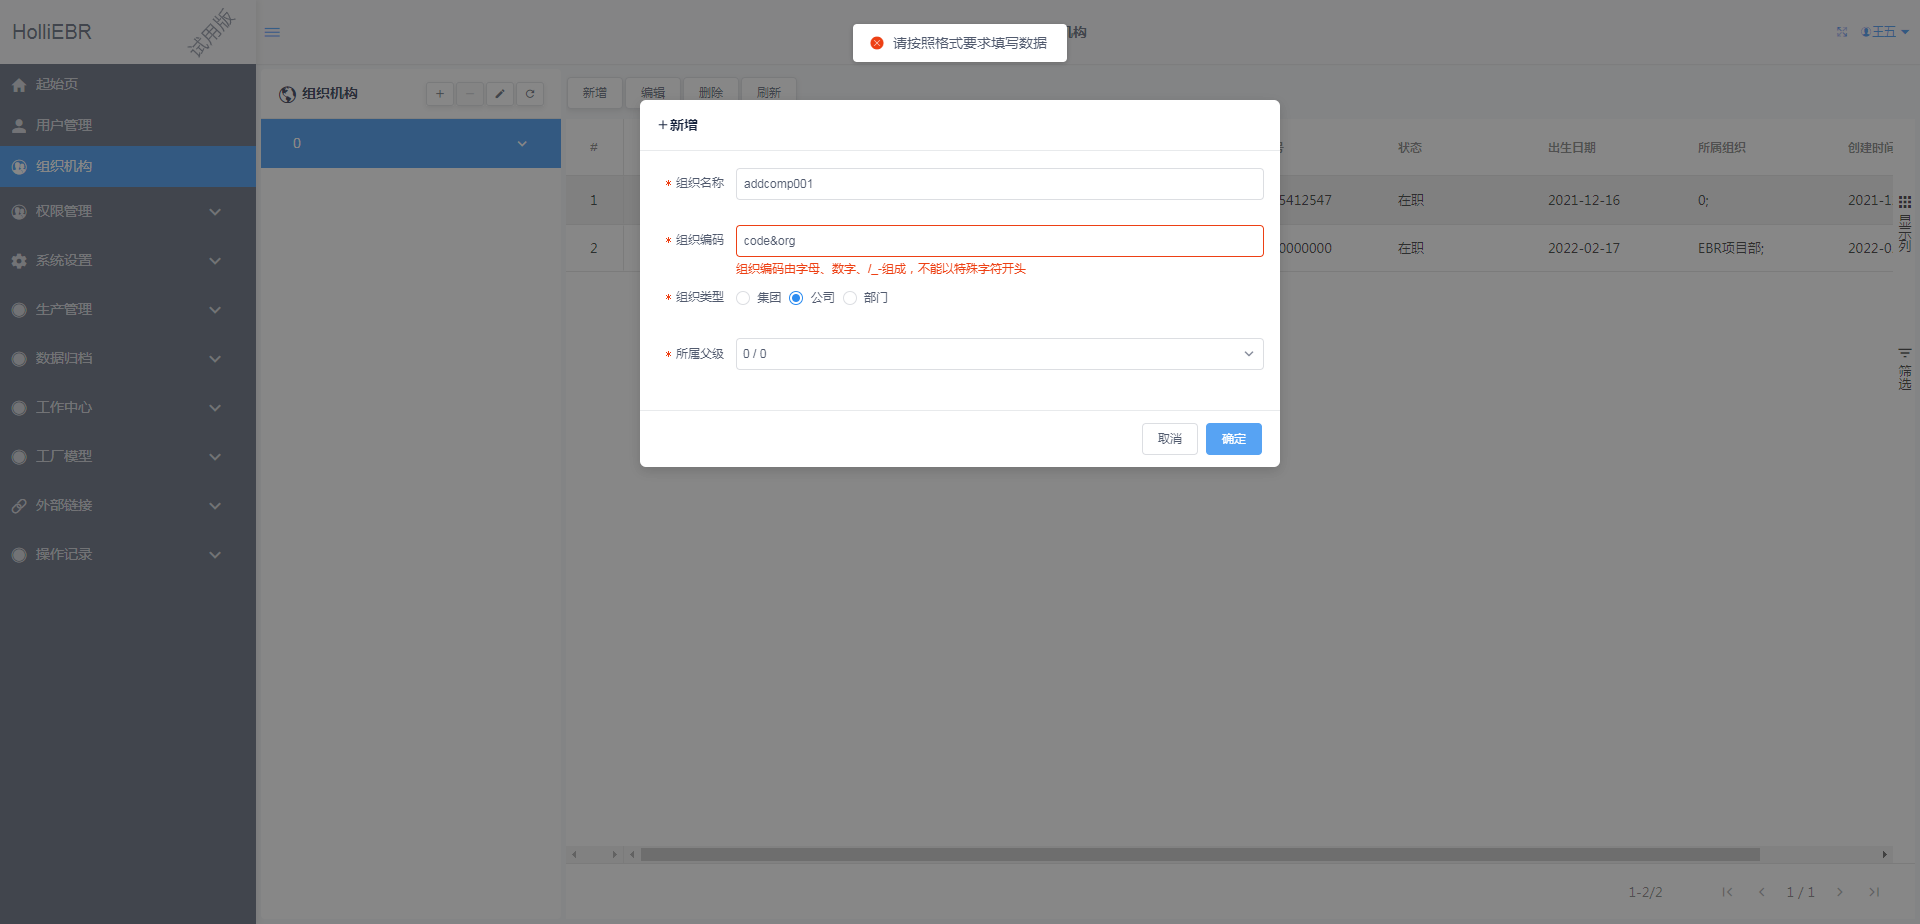 HolliEBR
试用版
机构
王五
请按照格式要求填写数据
起始页
用户管理
组织机构
权限管理
系统设置
生产管理
数据归档
工作中心
工厂模型
外部链接
操作记录
组织机构
0
新增
编辑
删除
刷新
# 状态 出生日期 所属组织 创建时间
1 5412547 在职 2021-12-16 0; 2021-1
2 0000000 在职 2022-02-17 EBR项目部; 2022-0
显示列
筛选
+新增
* 组织名称 addcomp001
* 组织编码 code&org
组织编码由字母、数字、/_-组成，不能以特殊字符开头
* 组织类型 集团 公司 部门
* 所属父级 0 / 0
取消
确定
1-2/2
1 / 1